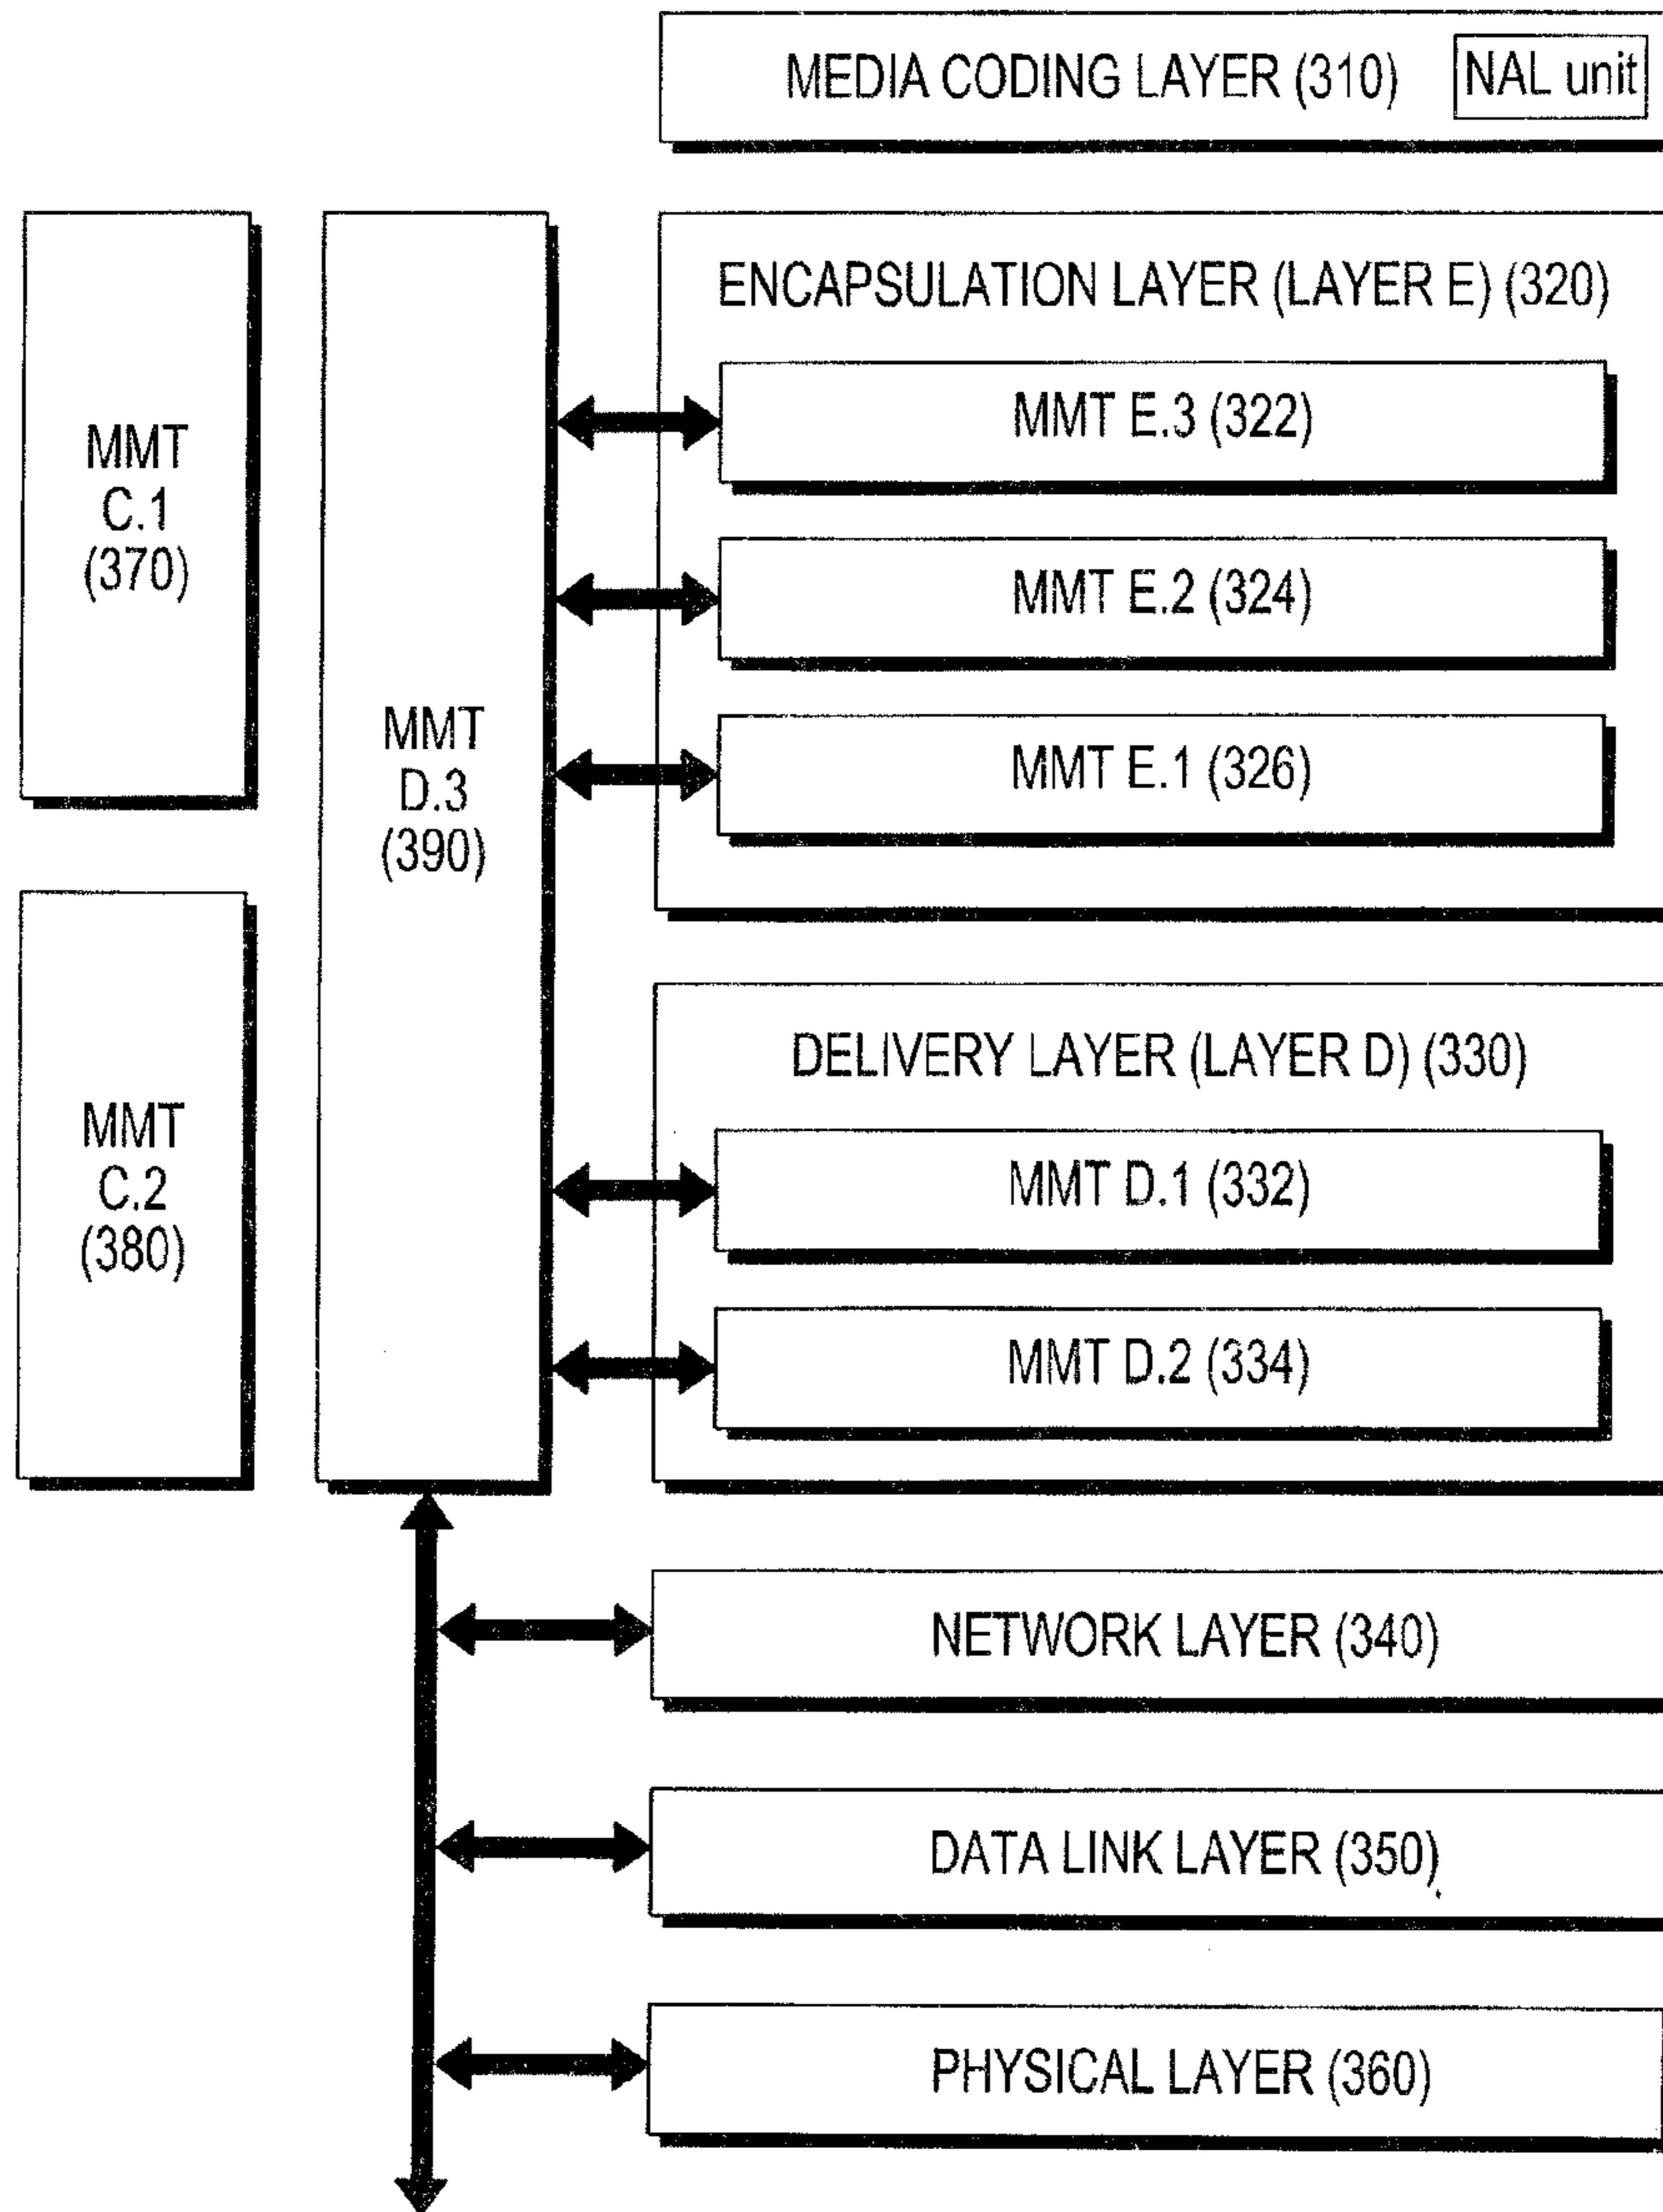 MEDIA CODING LAYER (310)
NAL unit
ENCAPSULATION LAYER (LAYER E) (320)
MMT E.3 (322)
MMT E.2 (324)
MMT E.1 (326)
MMT
C.1
(370)
MMT
D.3
(390)
MMT
C.2
(380)
DELIVERY LAYER (LAYER D) (330)
MMT D.1 (332)
MMT D.2 (334)
NETWORK LAYER (340)
DATA LINK LAYER (350)
PHYSICAL LAYER (360)